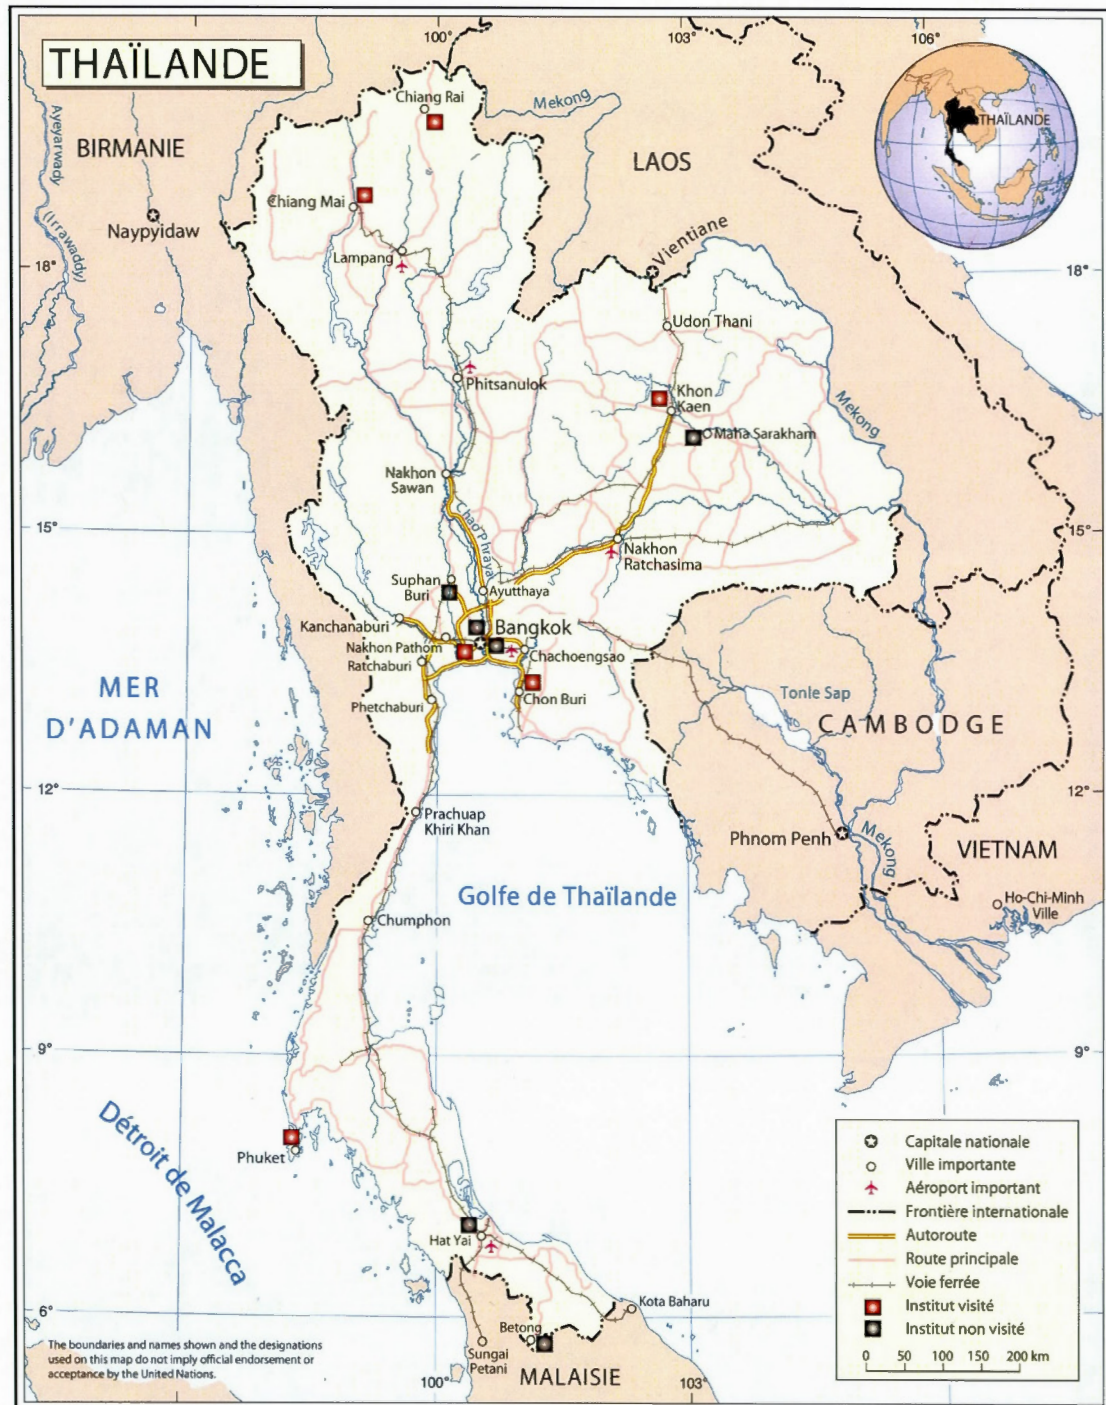 THAÏLANDE
100°
103°
106°
THAÏLANDE
Chiang Rai
Mekong
Ayeyarwady
(Irrawaddy)
BIRMANIE
LAOS
Chiang Mai
Naypyidaw
Lampang
Vientiane
18°
18°
Udon Thani
Phitsanulok
Khon
Kaen
Mekong
Maha Sarakham
Nakhon
Sawan
Chao Phraya
15°
15°
Nakhon
Ratchasima
Suphan
Buri
Ayutthaya
Kanchanaburi
Bangkok
Nakhon Pathom
Ratchaburi
Chachoengsao
MER
D'ADAMAN
Phetchaburi
Chon Buri
Tonle Sap
CAMBODGE
12°
12°
Prachuap
Khiri Khan
Phnom Penh
Mekong
VIETNAM
Golfe de Thaïlande
Ho-Chi-Minh
Ville
Chumphon
9°
9°
Détroit de Malacca
Phuket
Hat Yai
6°
Kota Baharu
Betong
Sungai
Petani
MALAISIE
100°
103°
Capitale nationale
Ville importante
Aéroport important
Frontière internationale
Autoroute
Route principale
Voie ferrée
Institut visité
Institut non visité
0 50 100 150 200 km
The boundaries and names shown and the designations
used on this map do not imply official endorsement or
acceptance by the United Nations.